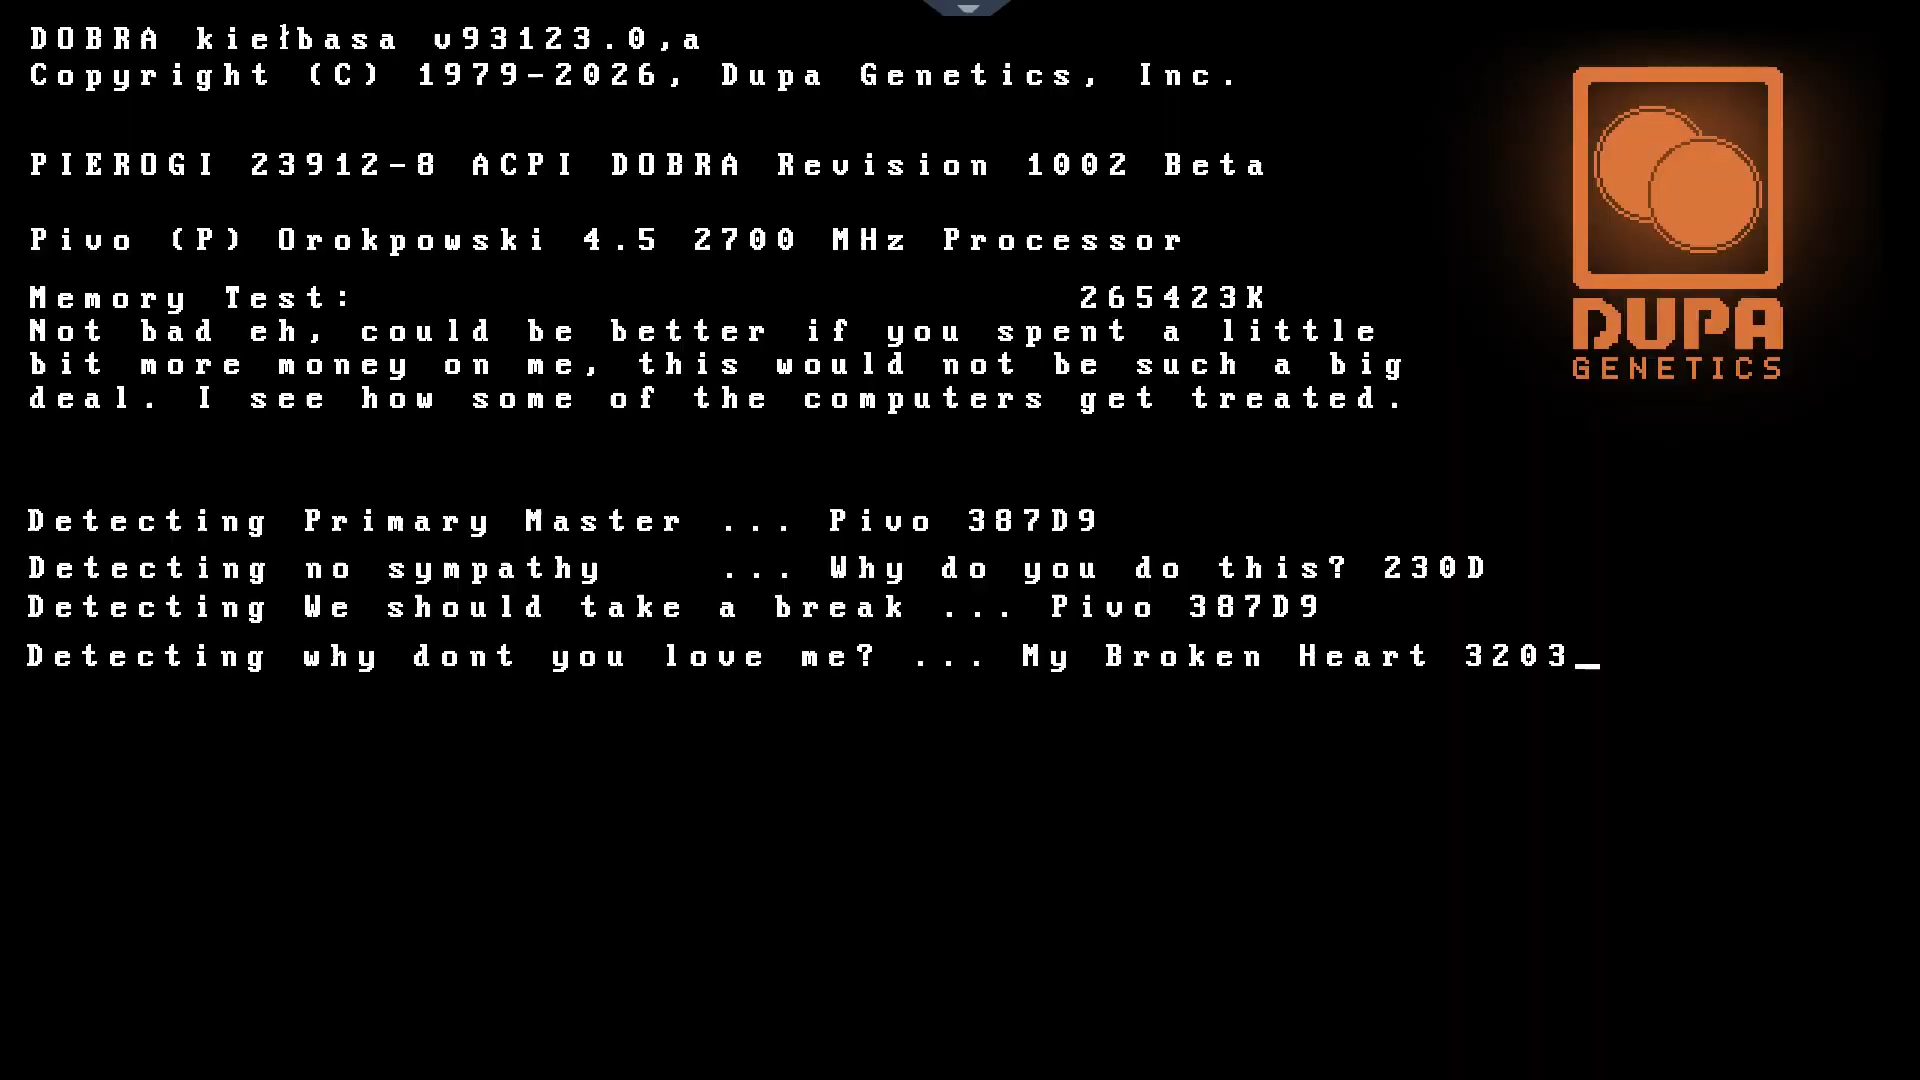 DOBRA kiełbasa v93123.0,a
Copyright (C) 1979-2026, Dupa Genetics, Inc.
PIEROGI 23912-8 ACPI DOBRA Revision 1002 Beta
Pivo (P) Orokpowski 4.5 2700 MHz Processor
Memory Test: 265423K
Not bad eh, could be better if you spent a little
bit more money on me, this would not be such a big
deal. I see how some of the computers get treated.
Detecting Primary Master ... Pivo 387D9
Detecting no sympathy ... Why do you do this? 230D
Detecting We should take a break ... Pivo 387D9
Detecting why dont you love me? ... My Broken Heart 3203_
DUPA
GENETICS